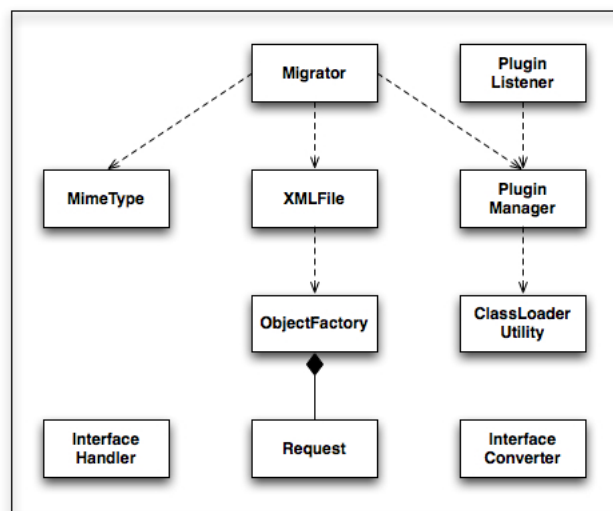 Migrator
Plugin
Listener
MimeType
XMLFile
Plugin
Manager
ObjectFactory
ClassLoader
Utility
Interface
Handler
Request
Interface
Converter